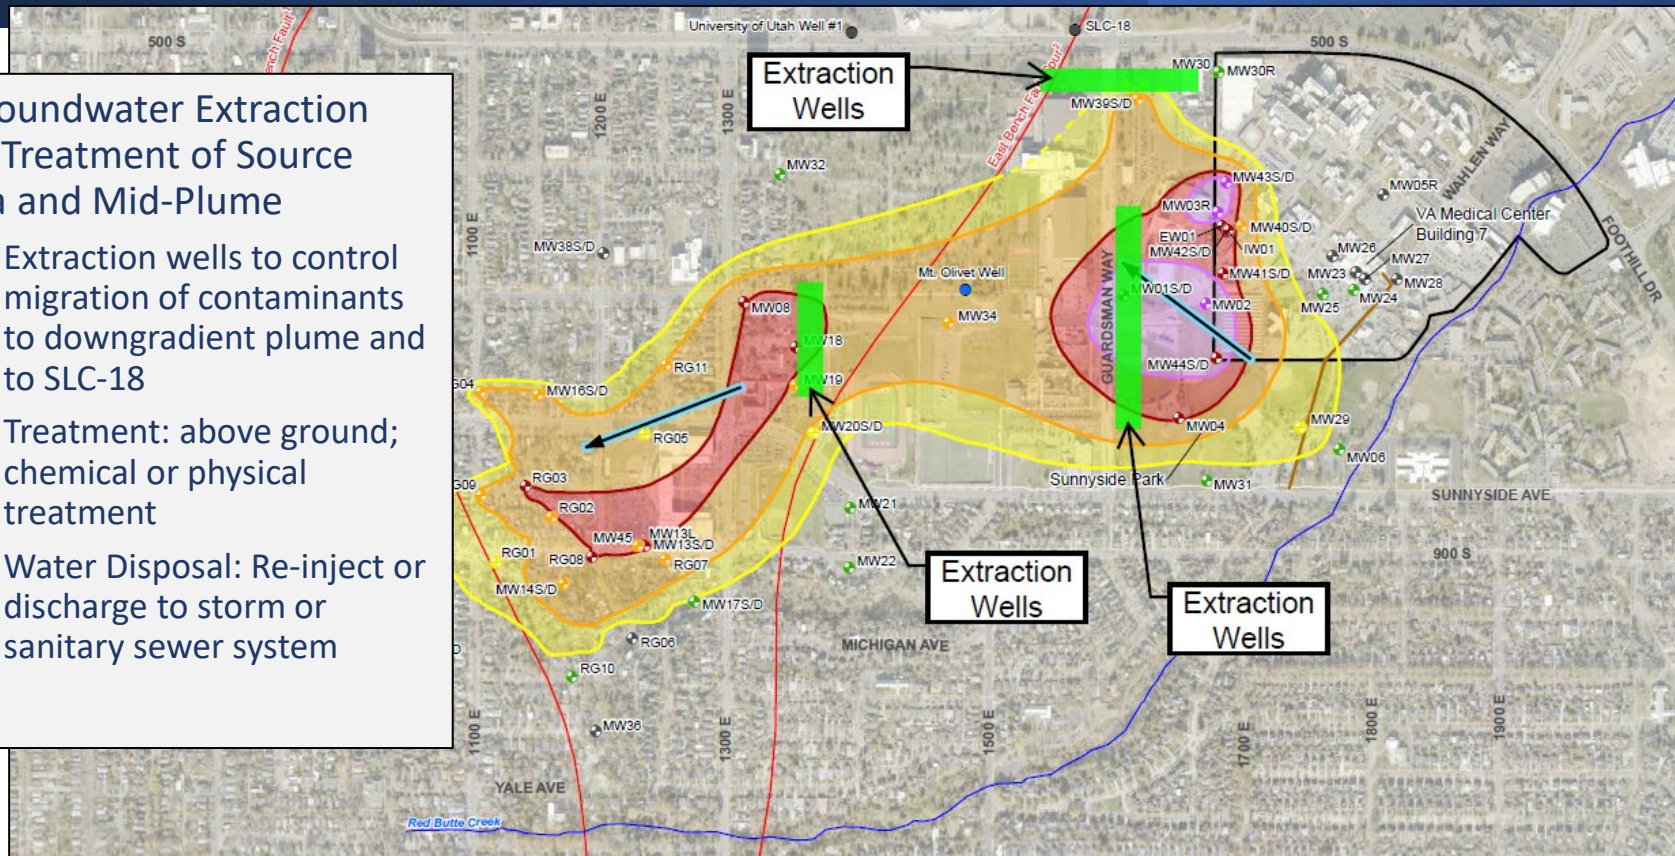 oundwater Extraction
Treatment of Source
and Mid-Plume
Extraction wells to control
migration of contaminants
to downgradient plume and
to SLC-18
Treatment: above ground;
chemical or physical
treatment
Water Disposal: Re-inject or
discharge to storm or
sanitary sewer system
500 S
ench Fault
University of Utah Well #1
SLC-18
500 S
Extraction
Wells
East Bench Fault
Spur²
MW30
MW30R
MW39S/D
1200 E
1300 E
MW32
MW43S/D
MW05R
WAHLEN WAY
MW03R
VA Medical Center
Building 7
FOOTHILL DR
1100 E
MW38S/D
EW01
IW01
MW40S/D
MW42S/D
MW26
MW27
MW23
MW28
MW41S/D
MW24
MW25
Mt. Olivet Well
MW01S/D
MW02
MW08
MW34
GUARDSMAN WAY
MW18
MW44S/D
RG11
MW19
G04
MW16S/D
MW20S/D
MW04
MW29
RG05
MW06
RG03
G09
Sunnyside Park
MW31
SUNNYSIDE AVE
RG02
MW21
MW45
MW13L
MW13S/D
RG01
RG08
RG07
MW22
900 S
MW14S/D
Extraction
Wells
Extraction
Wells
MW17S/D
RG06
MICHIGAN AVE
D
RG10
1100 E
MW36
1300 E
1500 E
1700 E
1800 E
1900 E
YALE AVE
Red Butte Creek